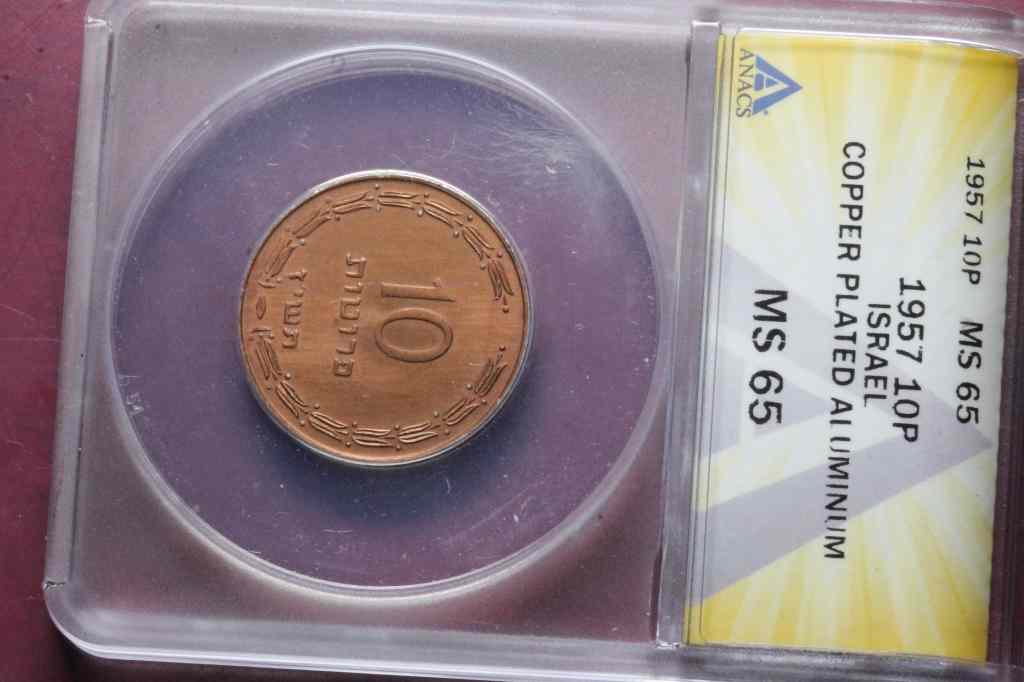 ANACS
1957 10P MS 65
1957 10P
ISRAEL
COPPER PLATED ALUMINUM
MS 65
10
פרוטות
תשי"ז